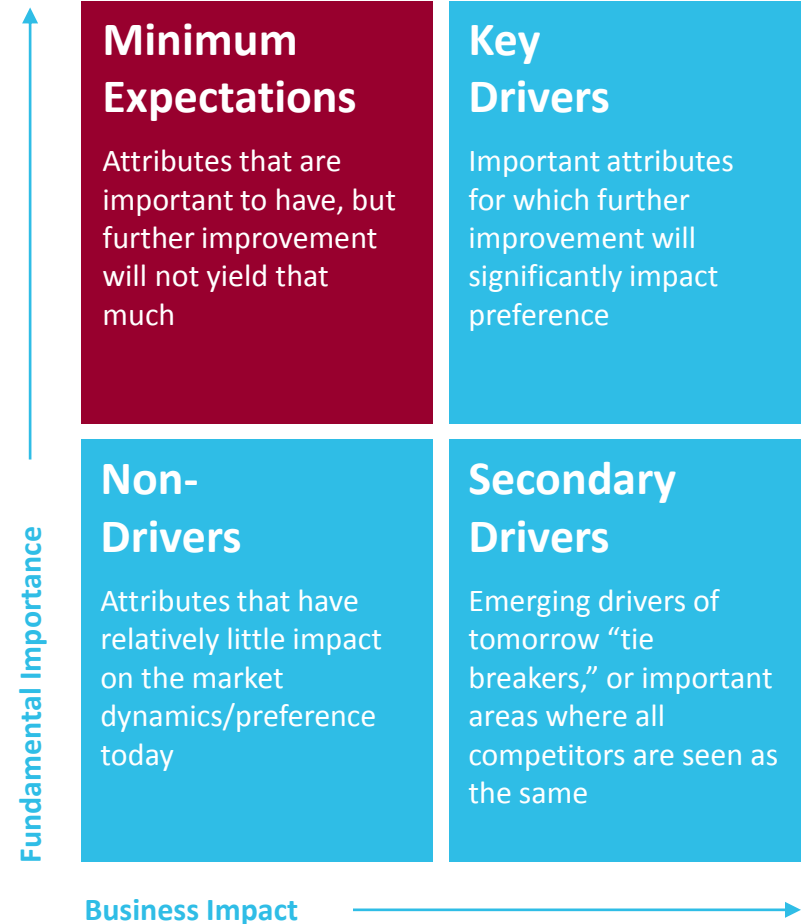 Minimum
Expectations
Attributes that are
important to have, but
further improvement
will not yield that
much
Key
Drivers
Important attributes
for which further
improvement will
significantly impact
preference
Non-
Drivers
Attributes that have
relatively little impact
on the market
dynamics/preference
today
Secondary
Drivers
Emerging drivers of
tomorrow “tie
breakers,” or important
areas where all
competitors are seen as
the same
Fundamental Importance
Business Impact